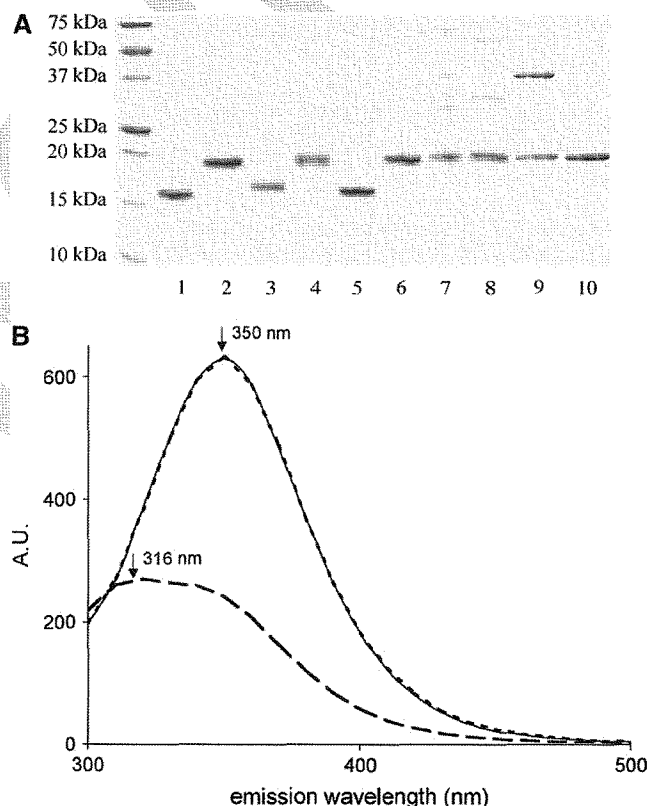 A
75 kDa
50 kDa
37 kDa
25 kDa
20 kDa
15 kDa
10 kDa
1 2 3 4 5 6 7 8 9 10
B
350 nm
600
400
316 nm
200
0
A.U.
300 400 500
emission wavelength (nm)